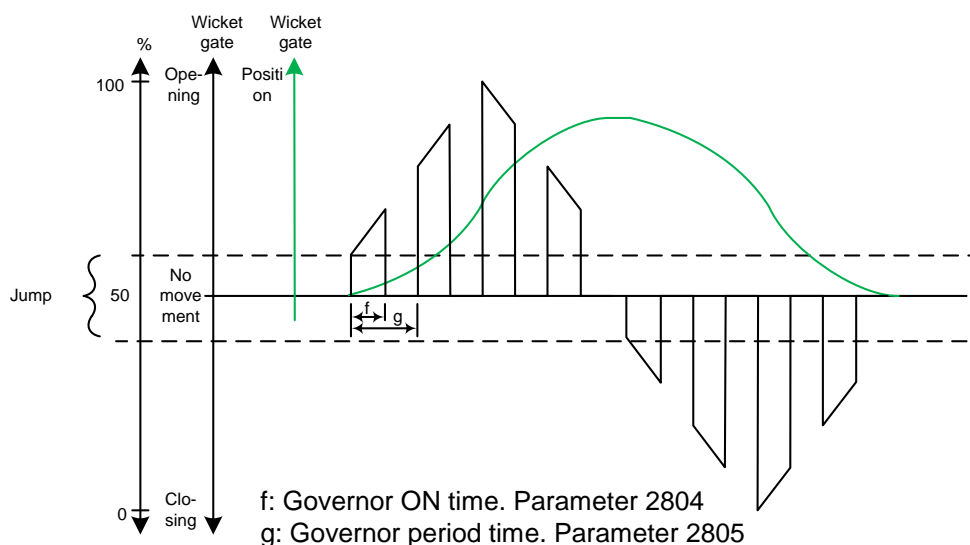 %
Wicket
gate
Wicket
gate
100
Ope-
ning
Positi
on
Jump
50
No
move
ment
f
g
0
Clo-
sing
f: Governor ON time. Parameter 2804
g: Governor period time. Parameter 2805